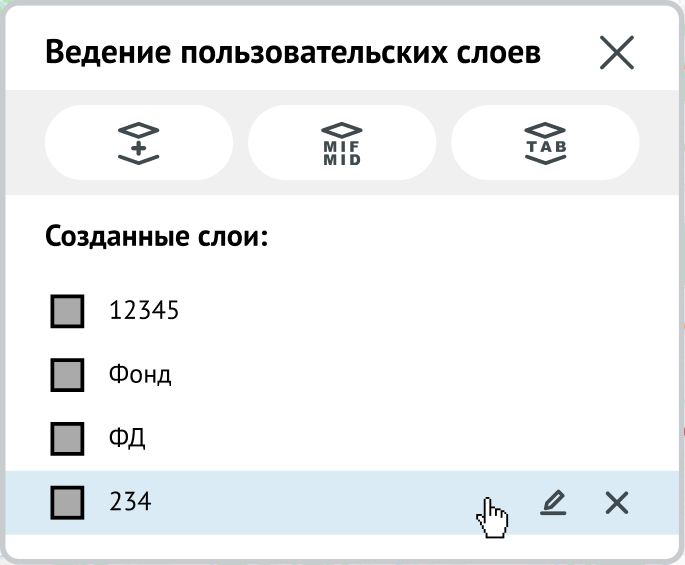 Ведение пользовательских слоев
MIF
MID
TAB
Созданные слои:
12345
Фонд
ФД
234